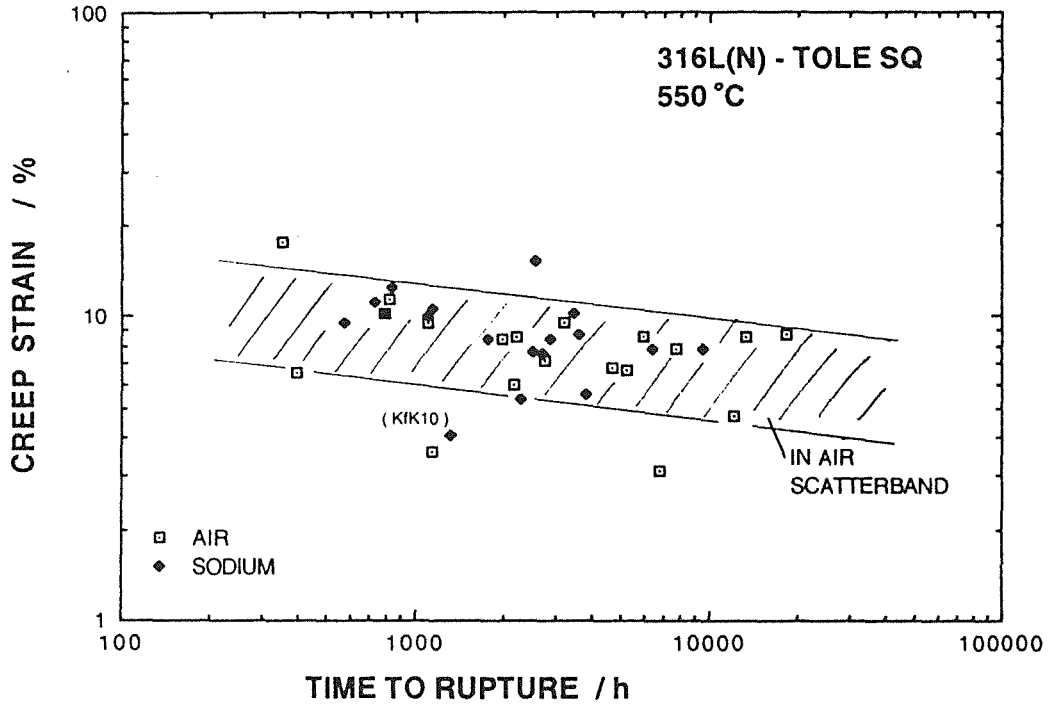 316L(N) - TOLE SQ
550 °C
CREEP STRAIN / %
100
10
1
( KfK10 )
IN AIR
SCATTERBAND
AIR
SODIUM
100
1000
10000
100000
TIME TO RUPTURE / h